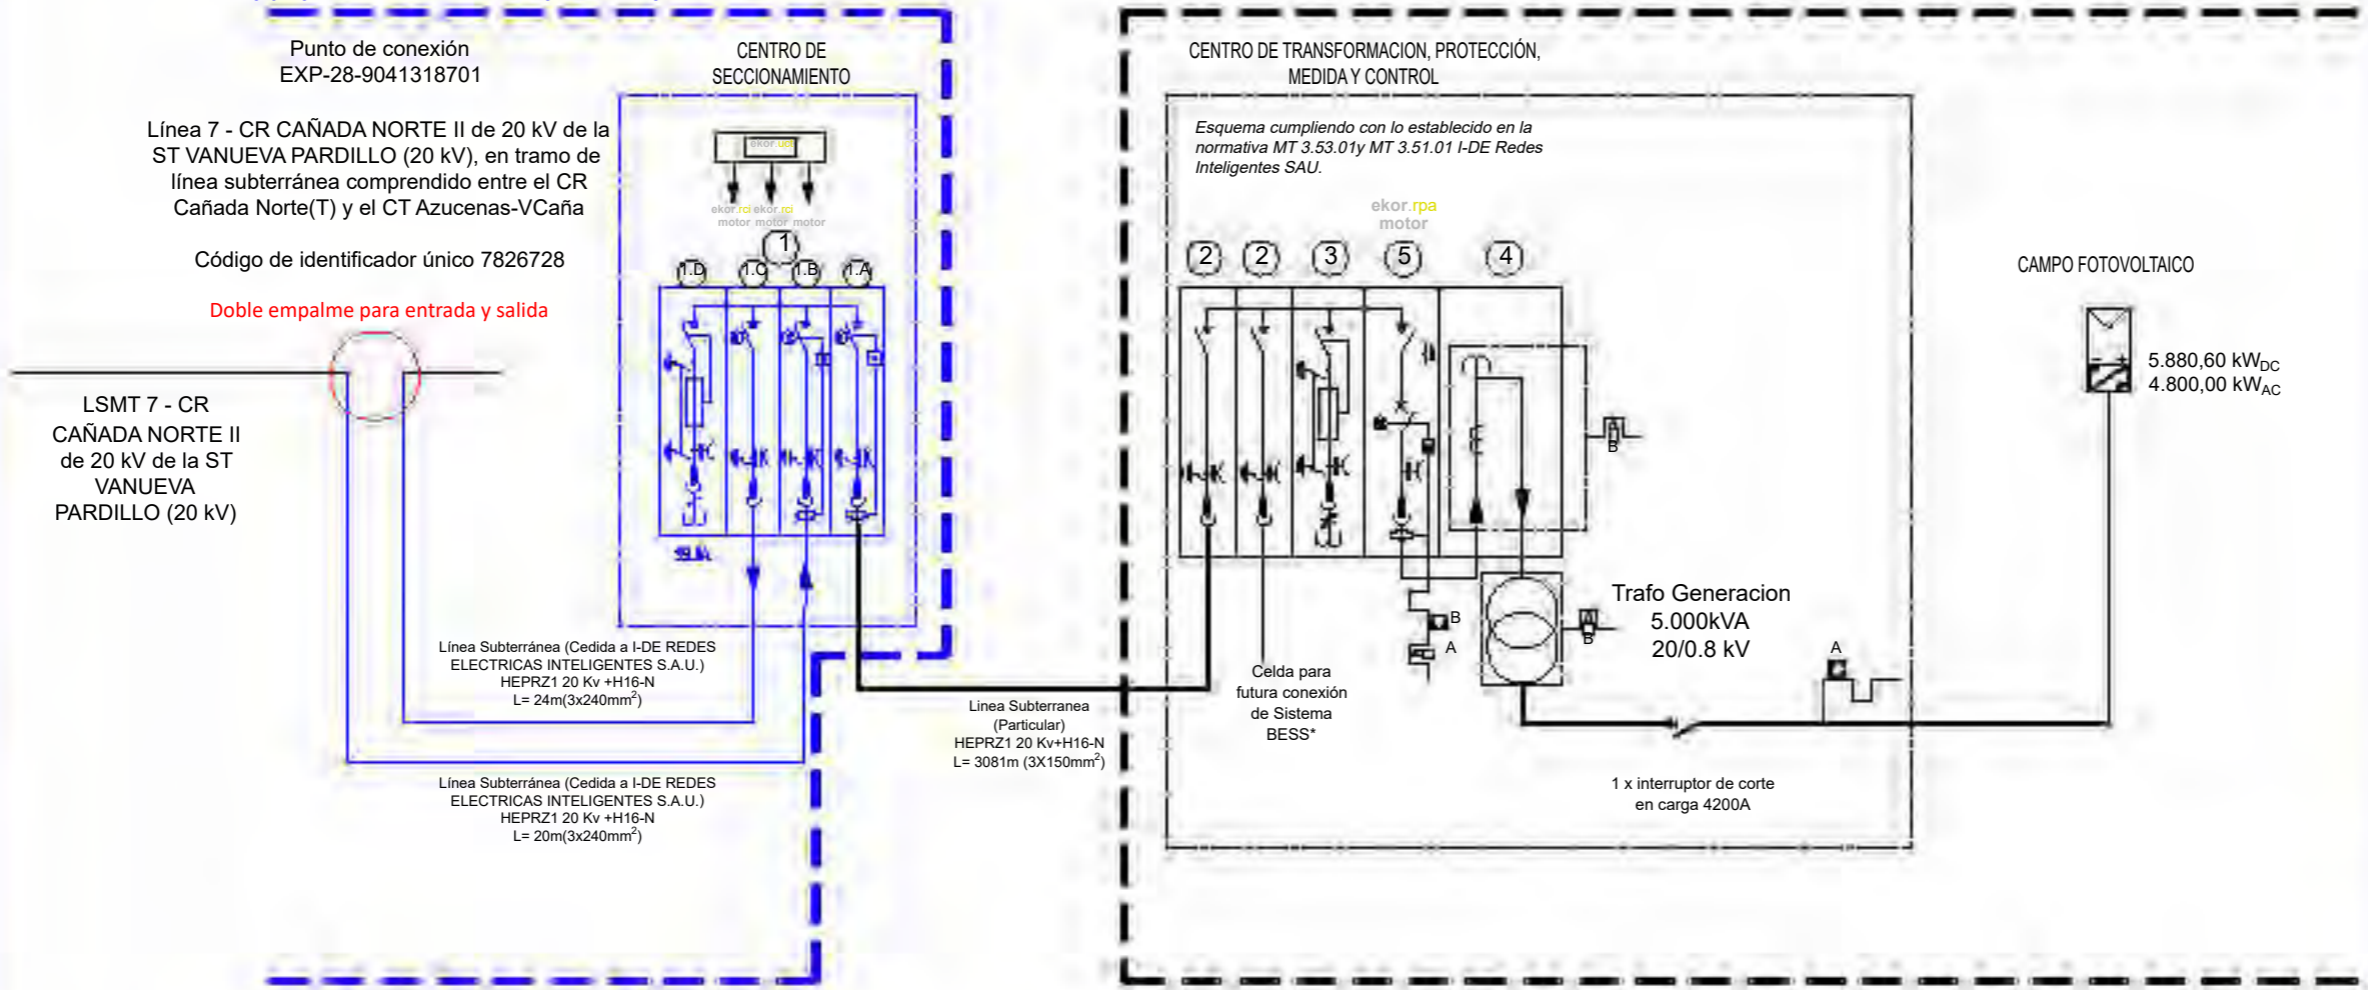 Punto de conexión
EXP-28-9041318701
Línea 7 - CR CAÑADA NORTE II de 20 kV de la
ST VANUEVA PARDILLO (20 kV), en tramo de
línea subterránea comprendido entre el CR
Cañada Norte(T) y el CT Azucenas-VCaña
Código de identificador único 7826728
Doble empalme para entrada y salida
LSMT 7 - CR
CAÑADA NORTE II
de 20 kV de la ST
VANUEVA
PARDILLO (20 kV)
CENTRO DE
SECCIONAMIENTO
ekor.uct
ekor.rci ekor.rci
motor motor motor
1
1.D 1.C 1.B 1.A
Línea Subterránea (Cedida a I-DE REDES
ELECTRICAS INTELIGENTES S.A.U.)
HEPRZ1 20 Kv +H16-N
L= 24m(3x240mm²)
Línea Subterránea (Cedida a I-DE REDES
ELECTRICAS INTELIGENTES S.A.U.)
HEPRZ1 20 Kv +H16-N
L= 20m(3x240mm²)
Linea Subterranea
(Particular)
HEPRZ1 20 Kv+H16-N
L= 3081m (3X150mm²)
CENTRO DE TRANSFORMACION, PROTECCIÓN,
MEDIDA Y CONTROL
Esquema cumpliendo con lo establecido en la
normativa MT 3.53.01y MT 3.51.01 I-DE Redes
Inteligentes SAU.
ekor.rpa
motor
2 2 3 5 4
A
B
B
A
A
B
Celda para
futura conexión
de Sistema
BESS*
Trafo Generacion
5.000kVA
20/0.8 kV
A
1 x interruptor de corte
en carga 4200A
CAMPO FOTOVOLTAICO
5.880,60 kWDC
4.800,00 kWAC